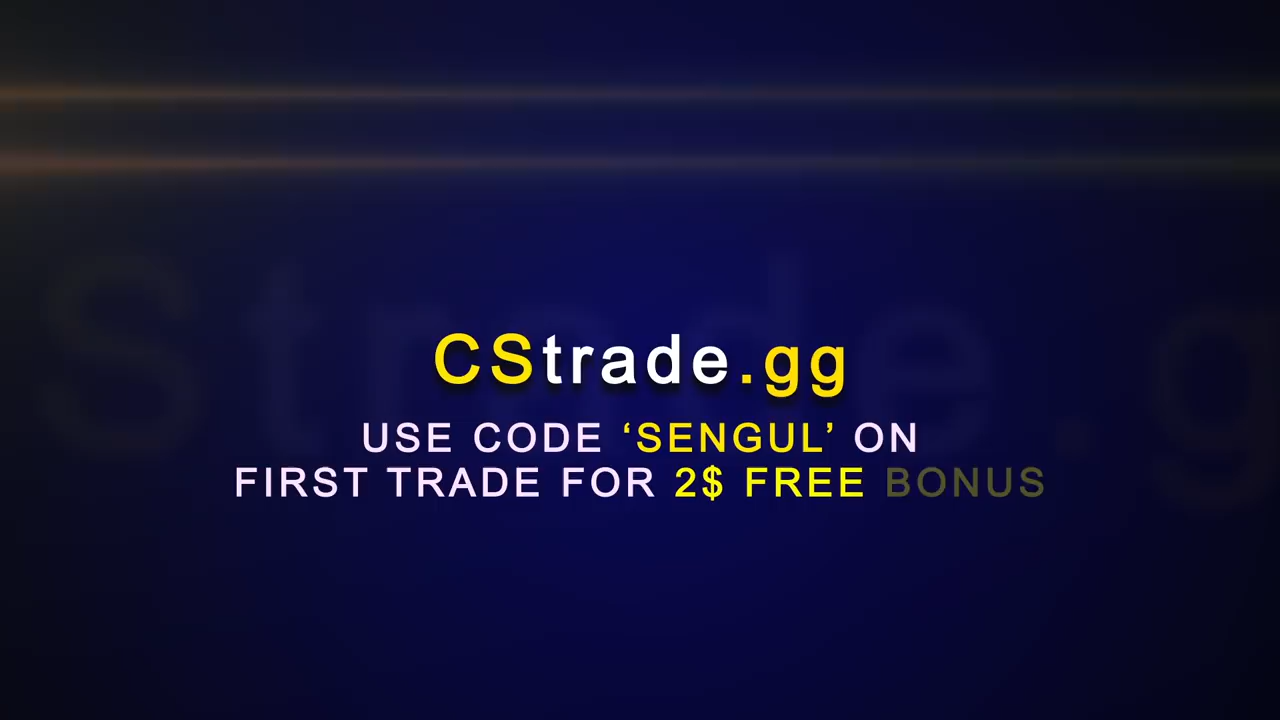 CStrade.gg
USE CODE ‘SENGUL’ ON
FIRST TRADE FOR 2$ FREE BONUS